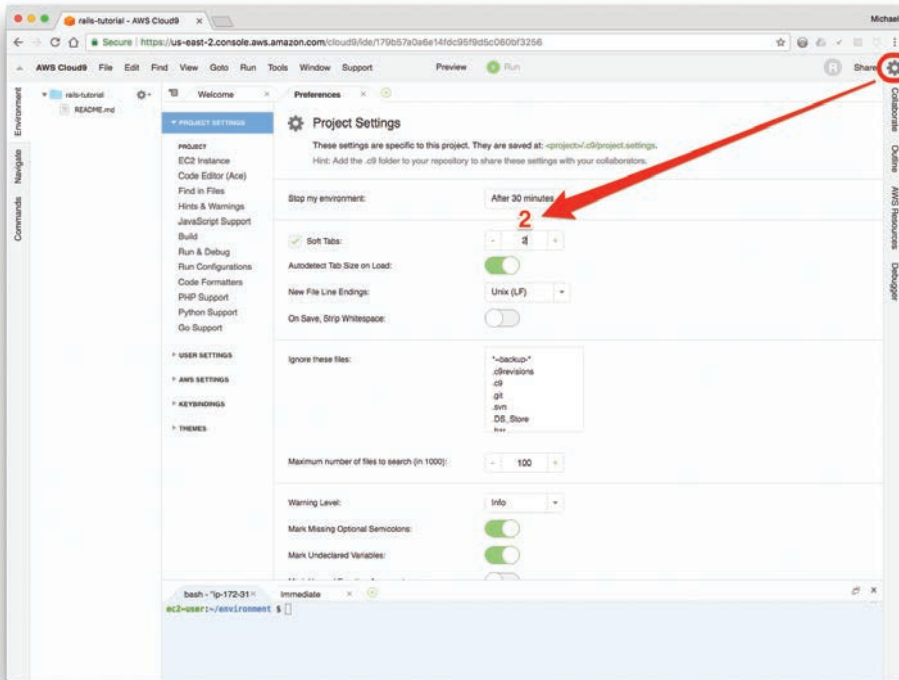 rails-tutorial - AWS Cloud9
Michael
Secure https://us-east-2.console.aws.amazon.com/cloud9/ide/179b57a0a6e14fdc95f9d5c060bf3256
AWS Cloud9 File Edit Find View Goto Run Tools Window Support Preview Run R Share
Environment
Navigate
Commands
rails-tutorial
README.md
Welcome
Preferences
PROJECT SETTINGS
PROJECT
EC2 Instance
Code Editor (Ace)
Find in Files
Hints & Warnings
JavaScript Support
Build
Run & Debug
Run Configurations
Code Formatters
PHP Support
Python Support
Go Support
USER SETTINGS
AWS SETTINGS
KEYBINDINGS
THEMES
Project Settings
These settings are specific to this project. They are saved at: <project>/.c9/project.settings.
Hint: Add the .c9 folder to your repository to share these settings with your collaborators.
Stop my environment: After 30 minutes
2
Soft Tabs: - 2 +
Autodetect Tab Size on Load:
New File Line Endings: Unix (LF)
On Save, Strip Whitespace:
Ignore these files: *~backup-*
.c9revisions
.c9
.git
.svn
.DS_Store
Maximum number of files to search (in 1000): - 100 +
Warning Level: Info
Mark Missing Optional Semicolons:
Mark Undeclared Variables:
Collaborate
Outline
AWS Resources
Debugger
bash - "ip-172-31
Immediate
ec2-user:~/environment $